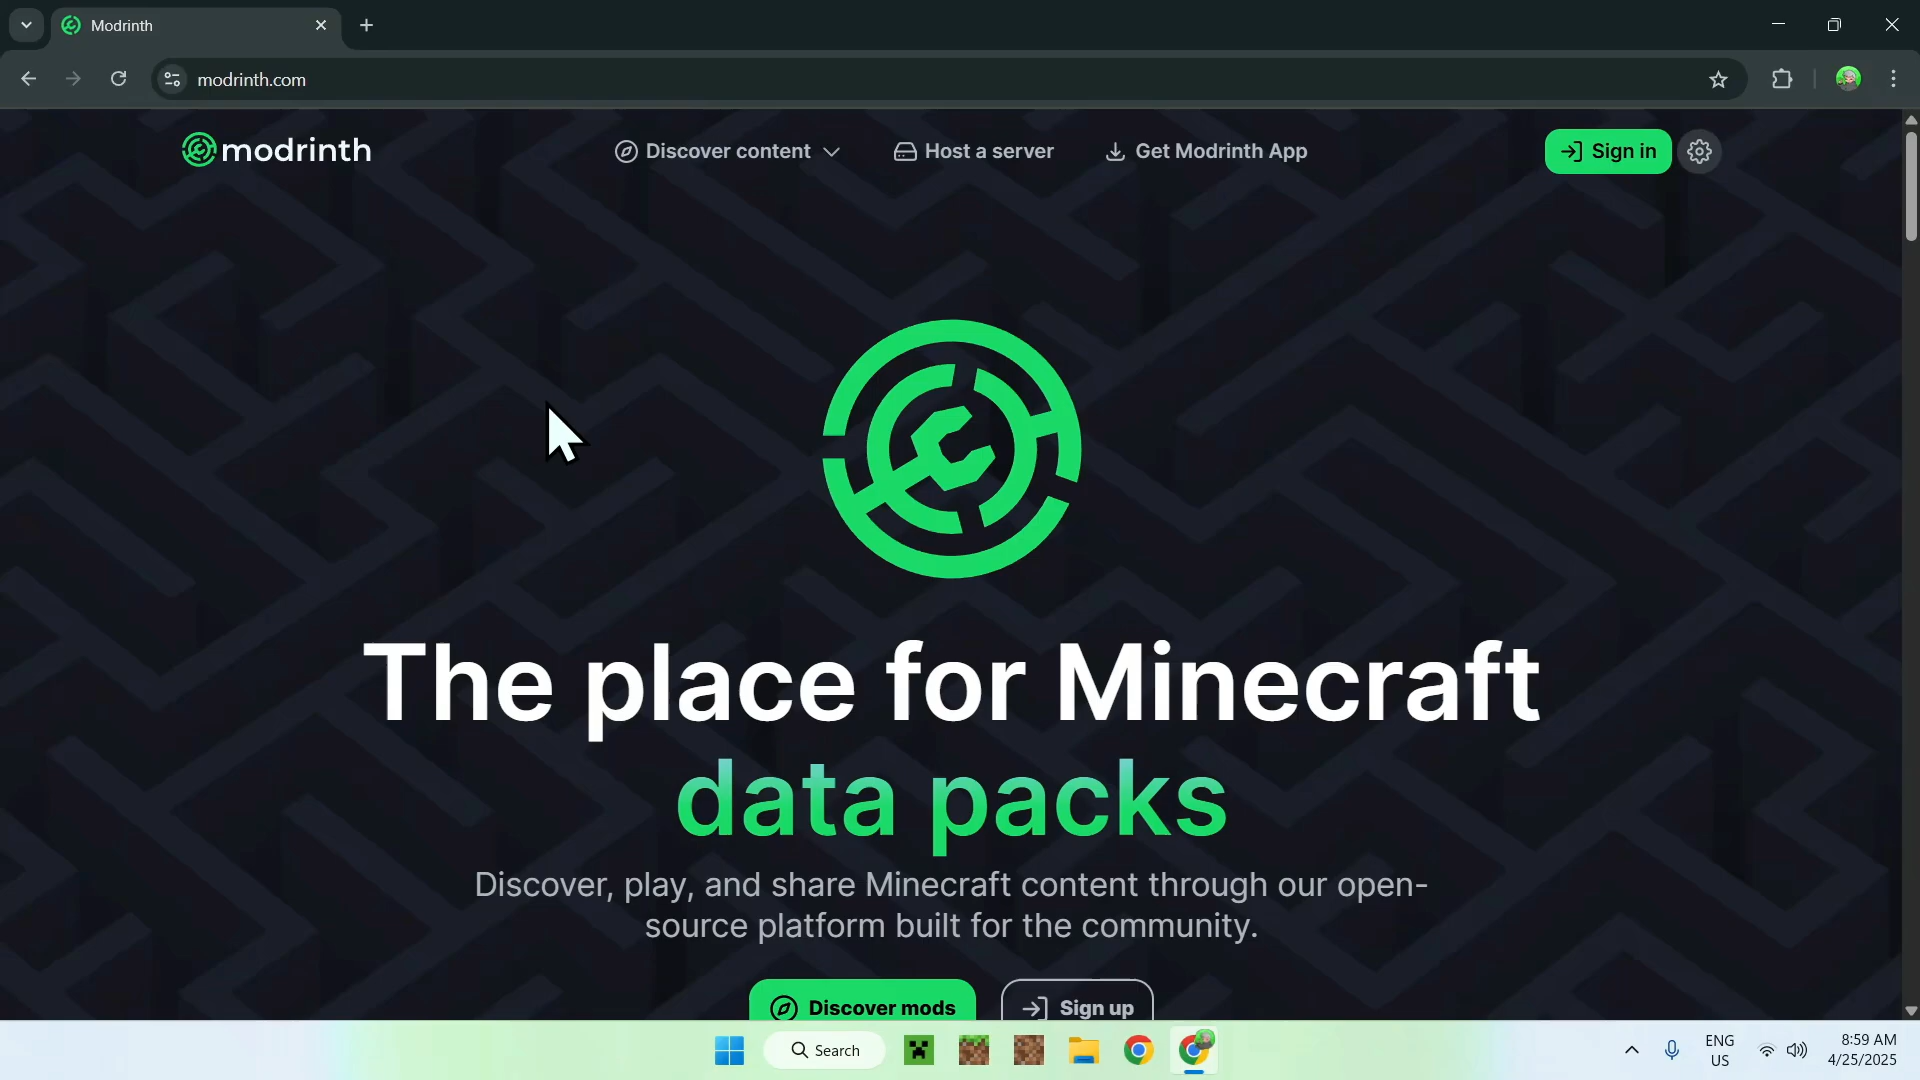 Modrinth
modrinth.com
modrinth
Discover content
Host a server
Get Modrinth App
Sign in
The place for Minecraft
data packs
Discover, play, and share Minecraft content through our open-
source platform built for the community.
Discover mods
Sign up
Search
ENG
US
8:59 AM
4/25/2025